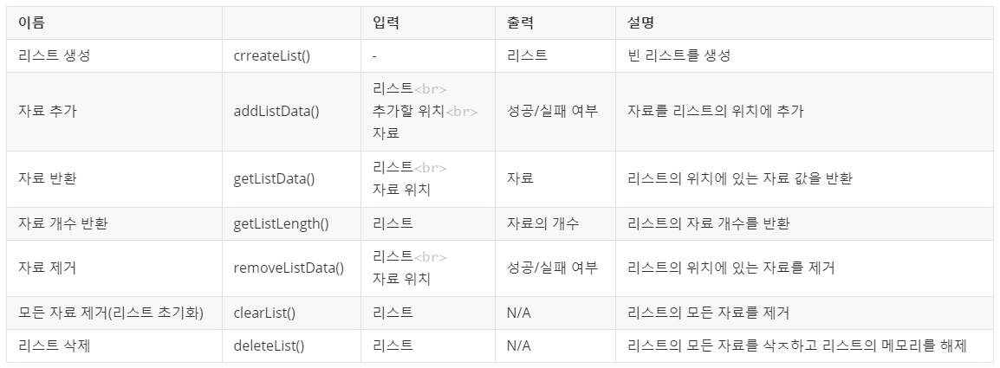 이름 입력 출력 설명
리스트 생성 crreateList() - 리스트 빈 리스트를 생성
자료 추가 addListData() 리스트<br>
추가할 위치<br>
자료 성공/실패 여부 자료를 리스트의 위치에 추가
자료 반환 getListData() 리스트<br>
자료 위치 자료 리스트의 위치에 있는 자료 값을 반환
자료 개수 반환 getListLength() 리스트 자료의 개수 리스트의 자료 개수를 반환
자료 제거 removeListData() 리스트<br>
자료 위치 성공/실패 여부 리스트의 위치에 있는 자료를 제거
모든 자료 제거(리스트 초기화) clearList() 리스트 N/A 리스트의 모든 자료를 제거
리스트 삭제 deleteList() 리스트 N/A 리스트의 모든 자료를 삭ㅈ하고 리스트의 메모리를 해제